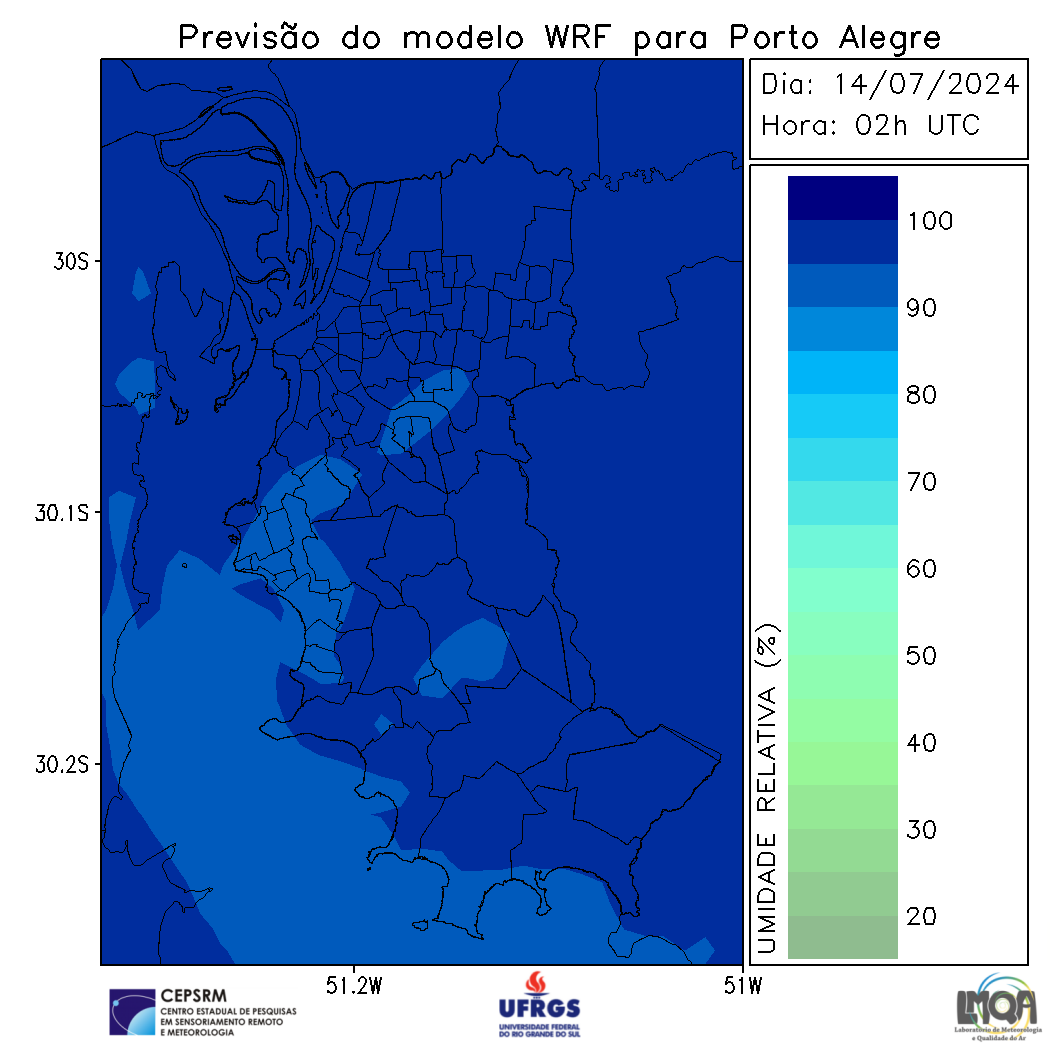 Previsão do modelo WRF para Porto Alegre
Dia: 14/07/2024
Hora: 02h UTC
30S
30.1S
30.2S
51.2W
51W
UMIDADE RELATIVA (%)
100
90
80
70
60
50
40
30
20
CEPSRM
CENTRO ESTADUAL DE PESQUISAS
EM SENSORIAMENTO REMOTO
E METEOROLOGIA
UFRGS
UNIVERSIDADE FEDERAL
DO RIO GRANDE DO SUL
LMQA
Laboratório de Meteorologia
e Qualidade do Ar